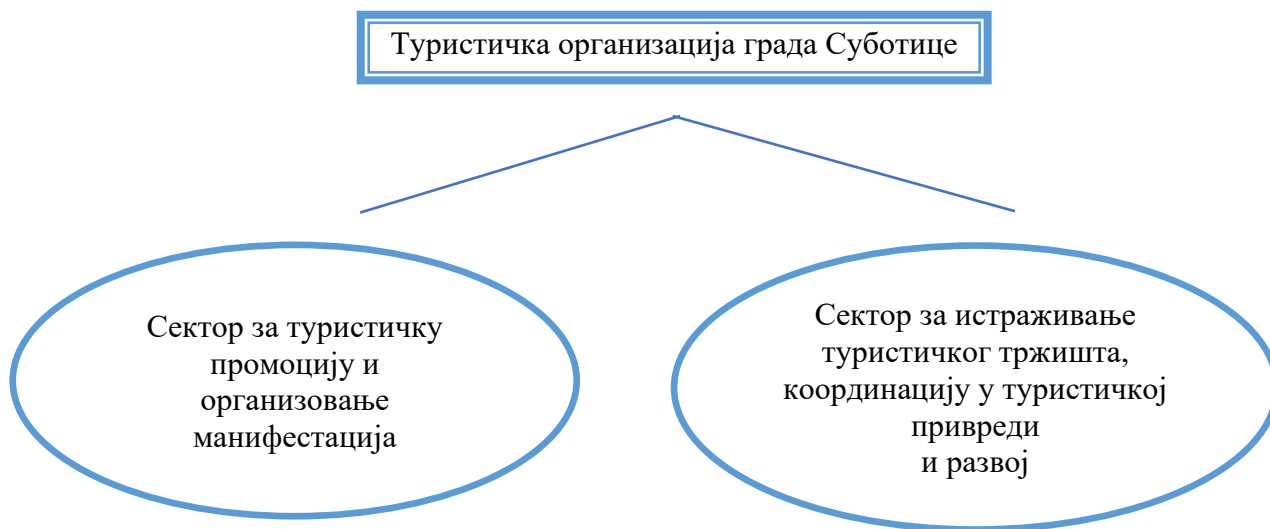 Туристичка организација града Суботице
Сектор за туристичку
промоцију и
организовање
манифестација
Сектор за истраживање
туристичког тржишта,
координацију у туристичкој
привреди
и развој